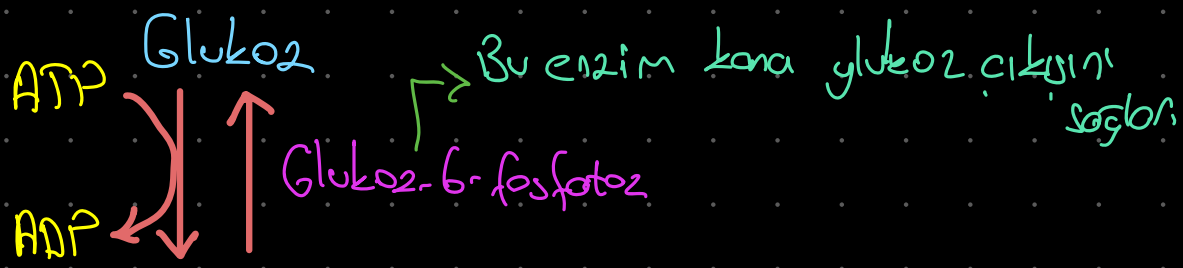 Glukoz
ATP
Bu enzim kana glukoz çıkışını
sağlar.
Glukoz-6-fosfataz
ADP